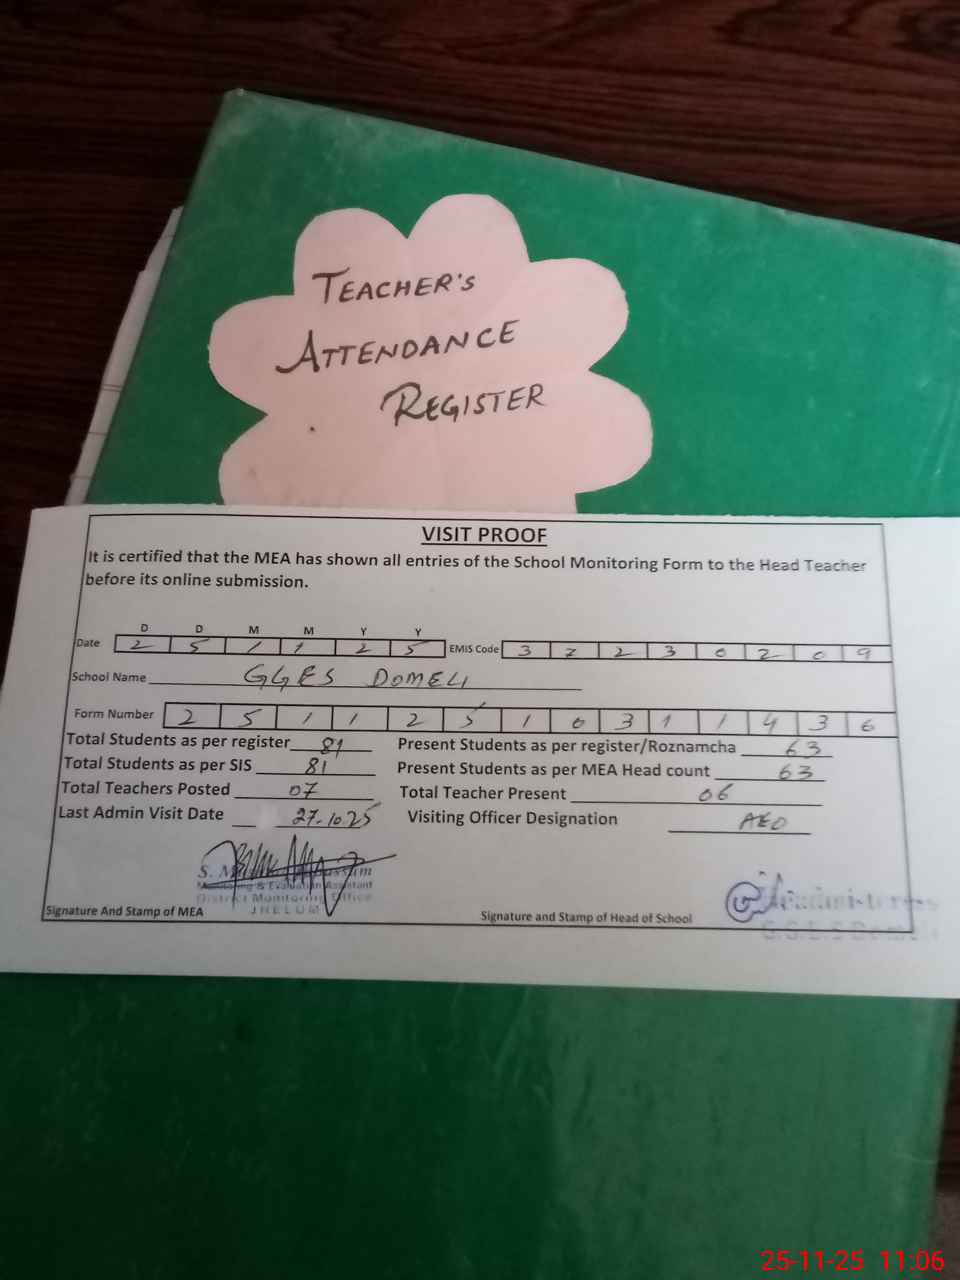 TEACHER'S
ATTENDANCE
REGISTER
VISIT PROOF
It is certified that the MEA has shown all entries of the School Monitoring Form to the Head Teacher
before its online submission.
D D M M Y Y
Date 2 5 1 1 2 5 EMIS Code 3 7 2 3 0 2 0 9
School Name GGES DOMELI
Form Number 2 5 1 1 2 5 1 0 3 1 1 4 3 6
Total Students as per register 81 Present Students as per register/Roznamcha 63
Total Students as per SIS 81 Present Students as per MEA Head count 63
Total Teachers Posted 07 Total Teacher Present 06
Last Admin Visit Date 27.10.25 Visiting Officer Designation AEO
S.
Monitoring & Evaluation Assistant
District Monitoring Office
JHELUM
Signature And Stamp of MEA Signature and Stamp of Head of School
25-11-25 11:06